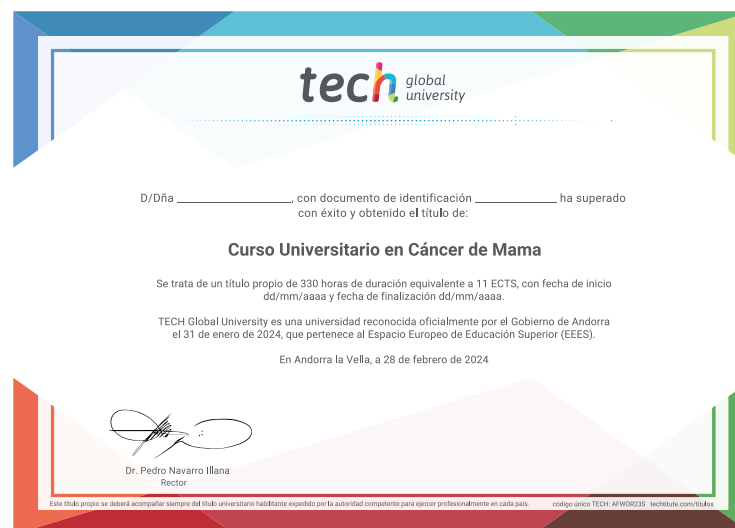 tech global university
D/Dña ____________________, con documento de identificación ______________ ha superado
con éxito y obtenido el título de:
Curso Universitario en Cáncer de Mama
Se trata de un título propio de 330 horas de duración equivalente a 11 ECTS, con fecha de inicio
dd/mm/aaaa y fecha de finalización dd/mm/aaaa.
TECH Global University es una universidad reconocida oficialmente por el Gobierno de Andorra
el 31 de enero de 2024, que pertenece al Espacio Europeo de Educación Superior (EEES).
En Andorra la Vella, a 28 de febrero de 2024
Dr. Pedro Navarro Illana
Rector
Este título propio se deberá acompañar siempre del título universitario habilitante expedido por la autoridad competente para ejercer profesionalmente en cada país. código único TECH: AFWOR23S techtitute.com/titulos